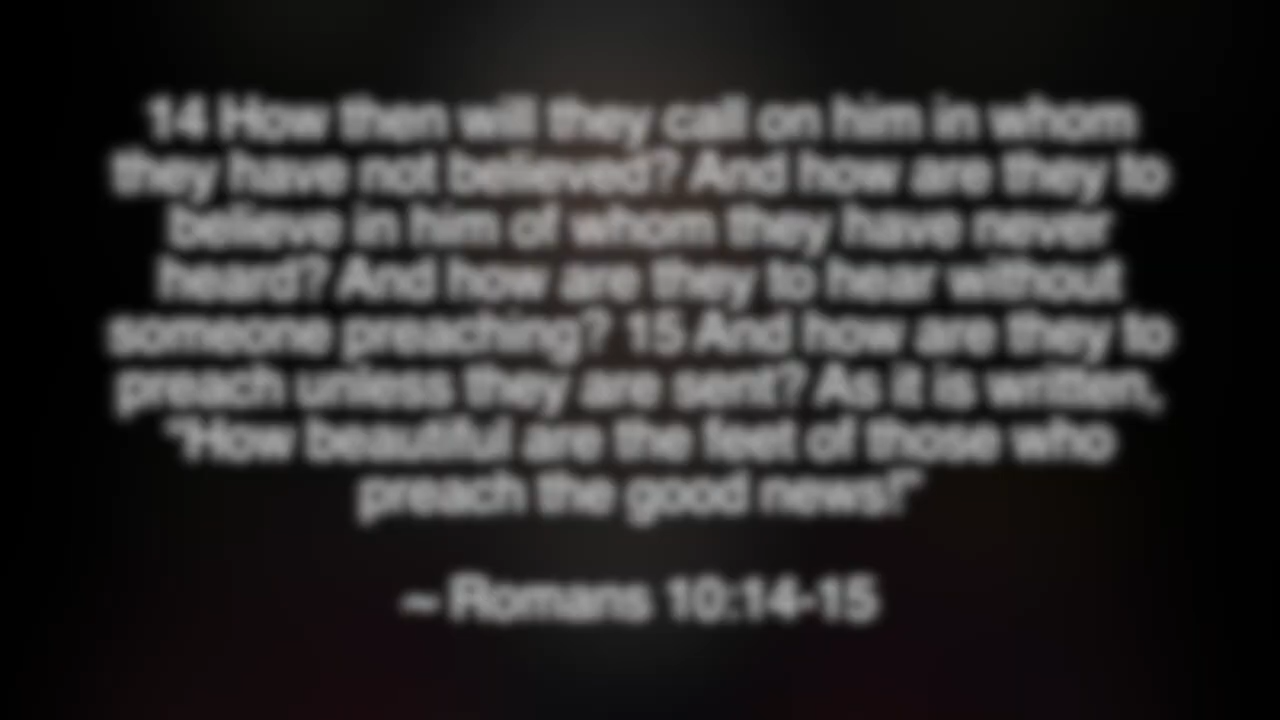 14 How then will they call on him in whom
they have not believed? And how are they to
believe in him of whom they have never
heard? And how are they to hear without
someone preaching? 15 And how are they to
preach unless they are sent? As it is written,
"How beautiful are the feet of those who
preach the good news!"
~ Romans 10:14-15